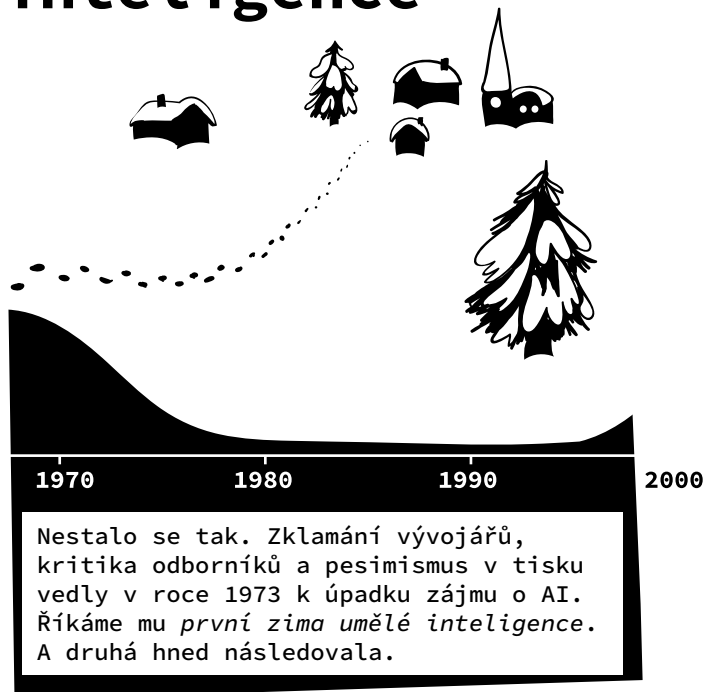 inteligence
1970 1980 1990 2000
Nestalo se tak. Zklamání vývojářů,
kritika odborníků a pesimismus v tisku
vedly v roce 1973 k úpadku zájmu o AI.
Říkáme mu první zima umělé inteligence.
A druhá hned následovala.